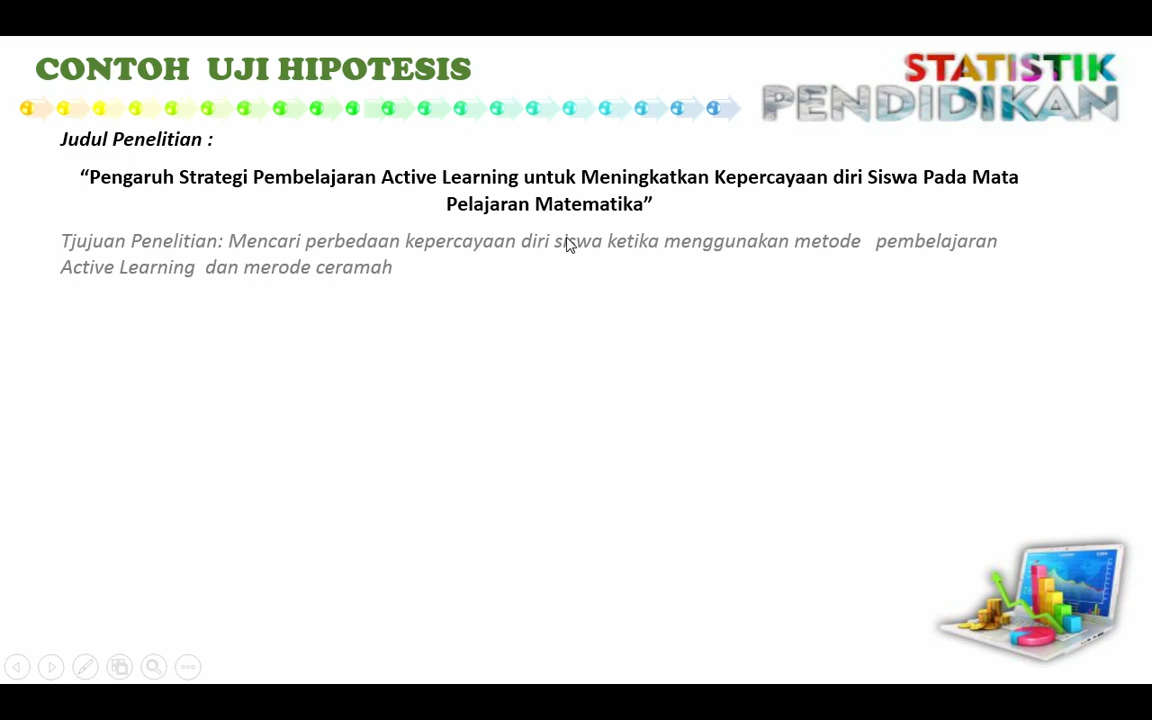 CONTOH UJI HIPOTESIS
STATISTIK
PENDIDIKAN
Judul Penelitian :
“Pengaruh Strategi Pembelajaran Active Learning untuk Meningkatkan Kepercayaan diri Siswa Pada Mata
Pelajaran Matematika”
Tjujuan Penelitian: Mencari perbedaan kepercayaan diri siswa ketika menggunakan metode pembelajaran
Active Learning dan merode ceramah